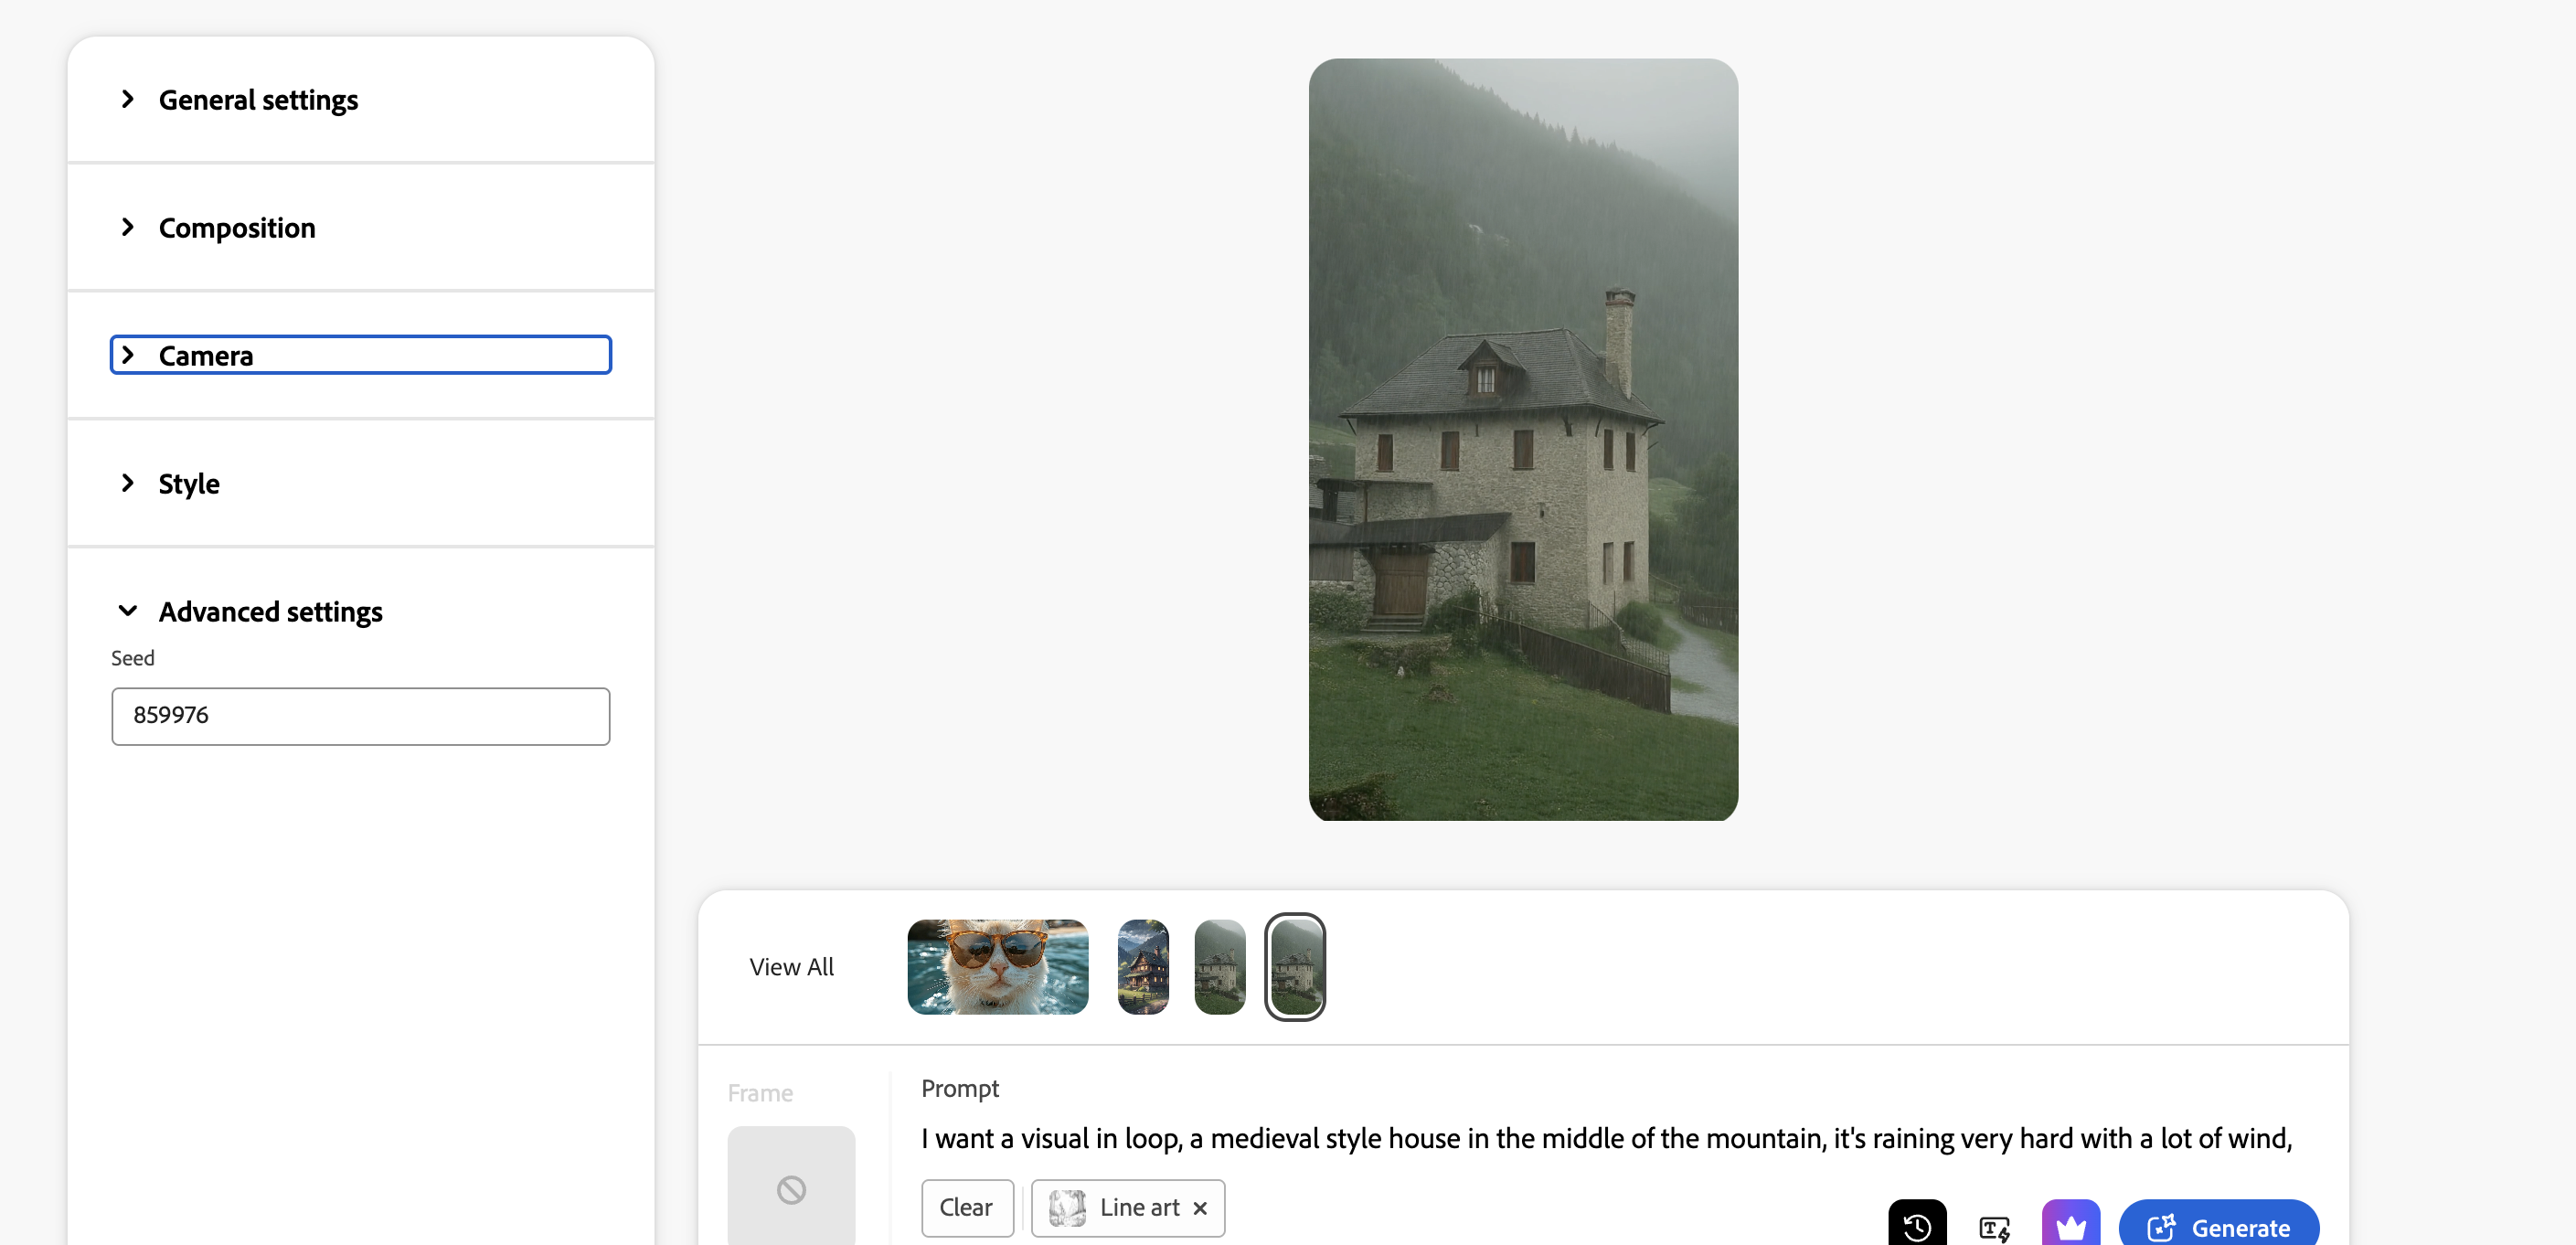 General settings
Composition
Camera
Style
Advanced settings
Seed
859976
View All
Frame
Prompt
I want a visual in loop, a medieval style house in the middle of the mountain, it's raining very hard with a lot of wind,
Clear
Line art
Generate